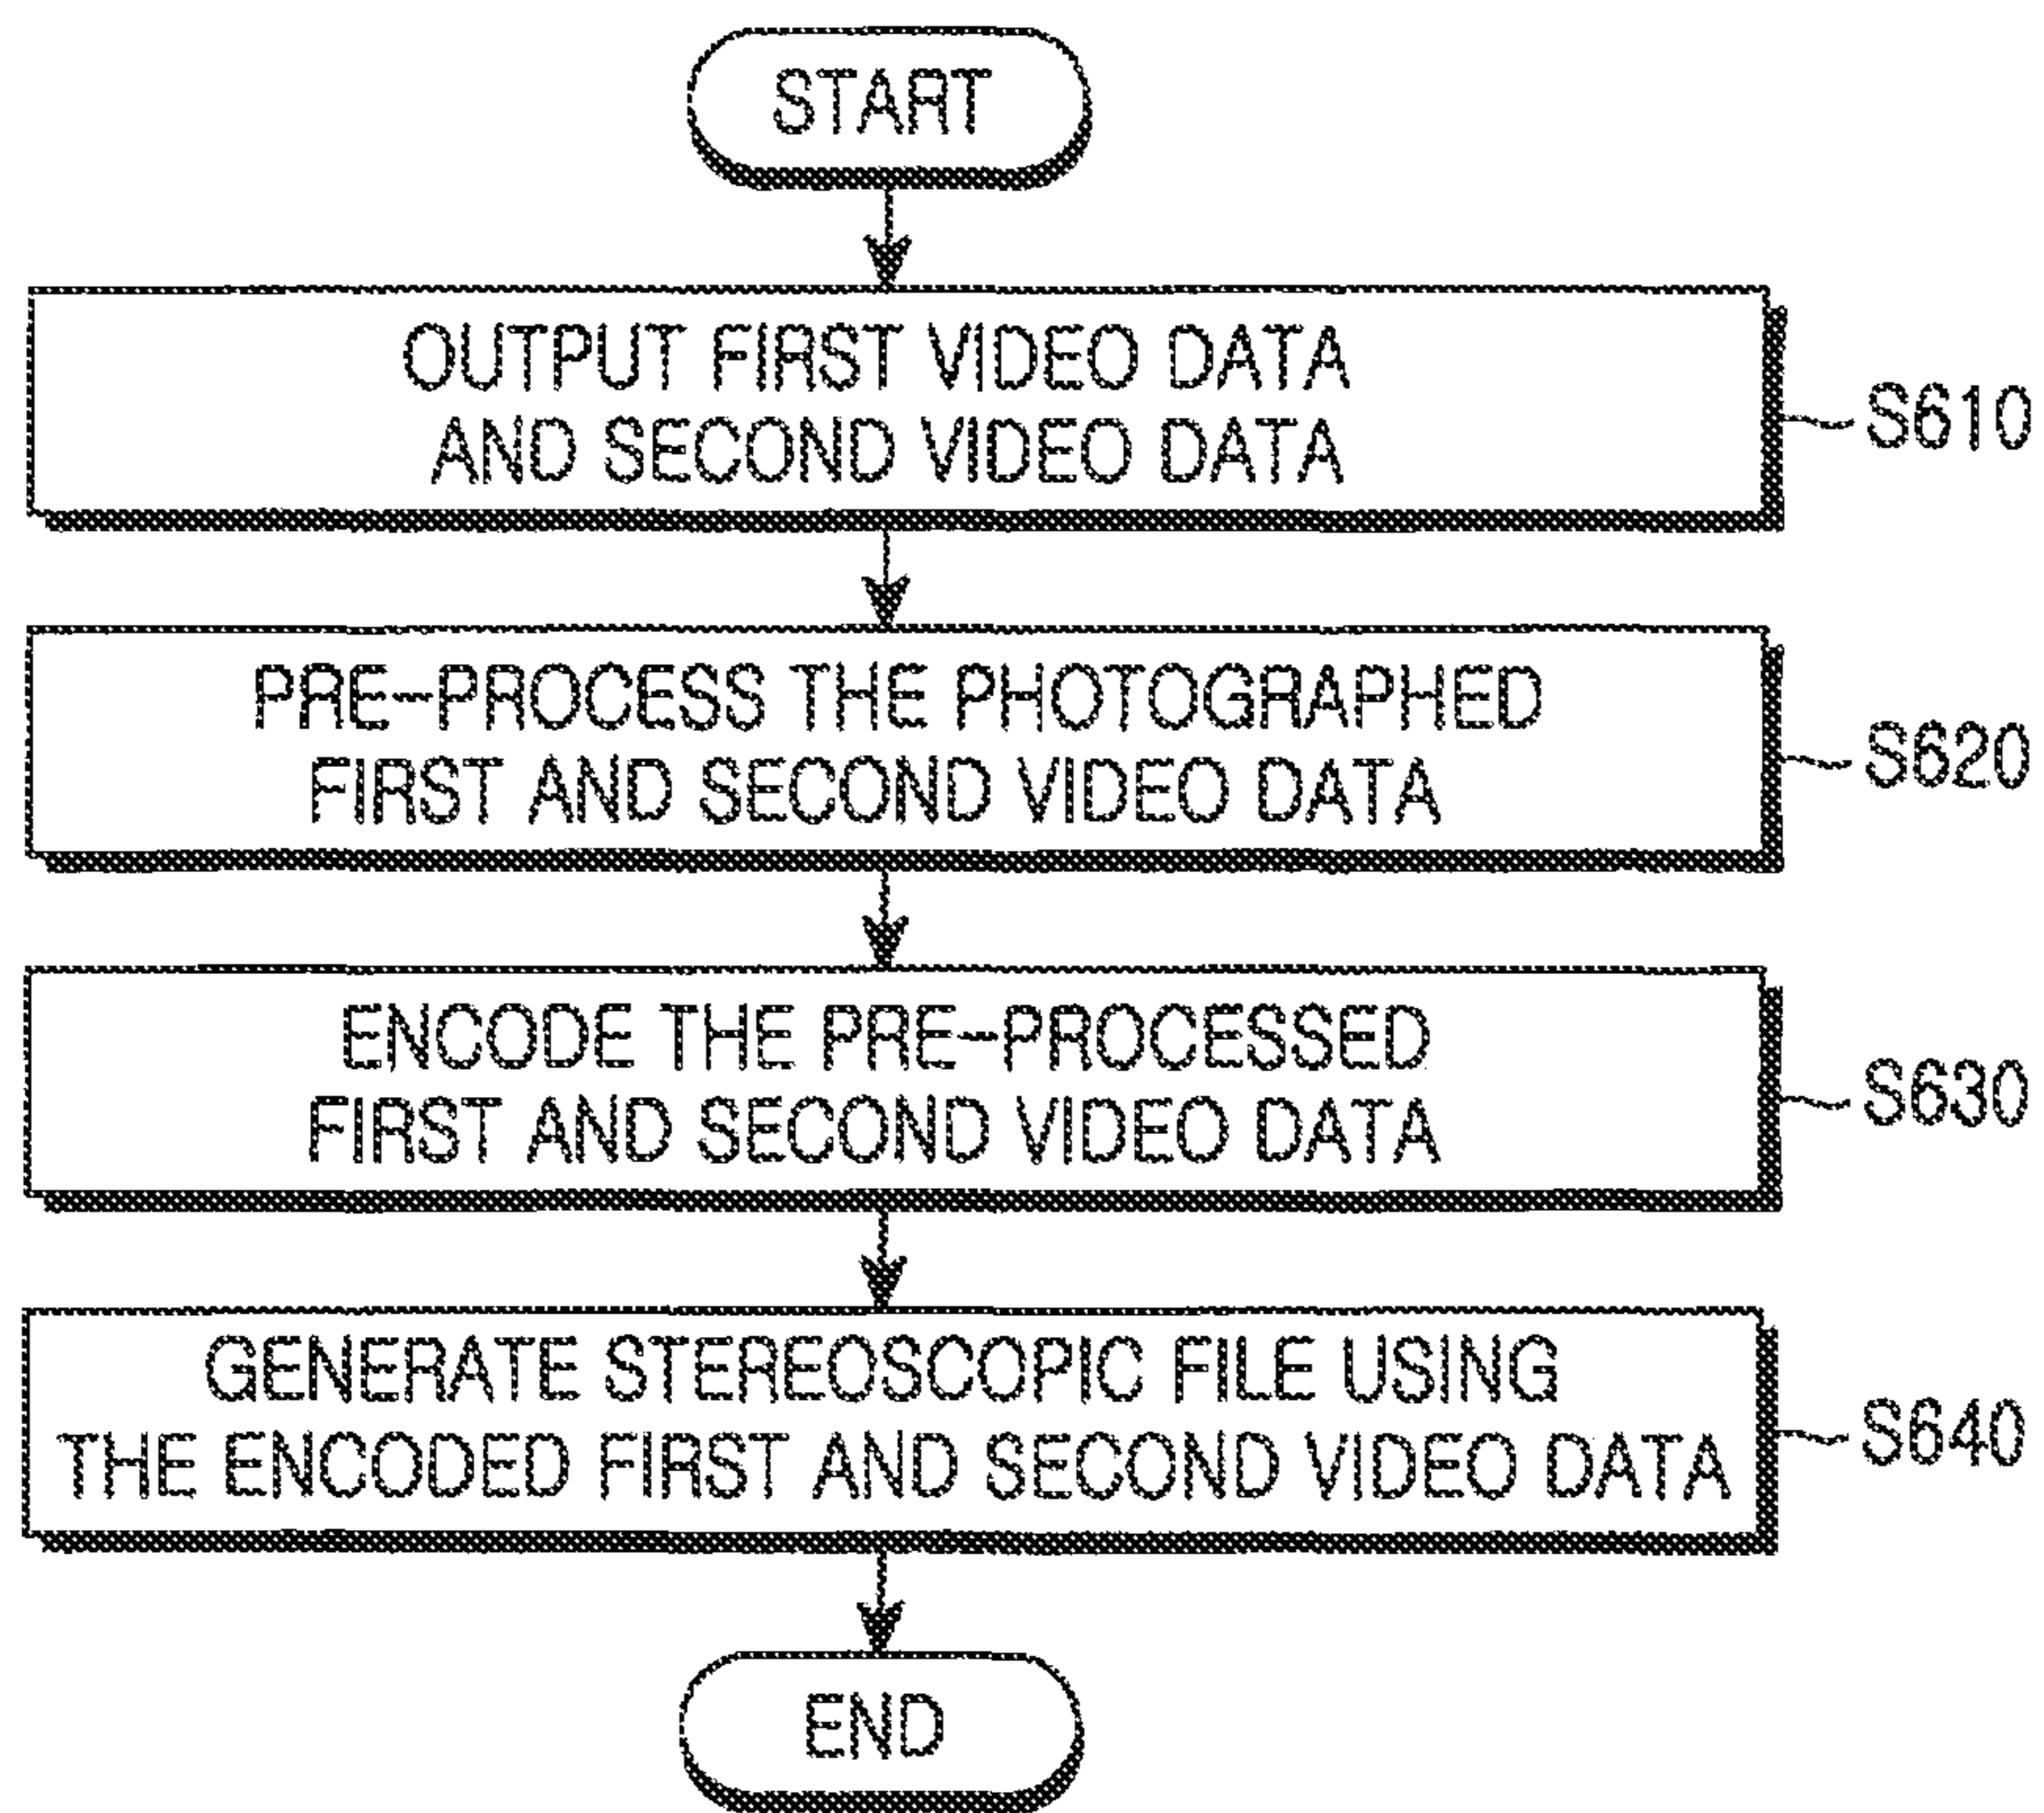 START
OUTPUT FIRST VIDEO DATA
AND SECOND VIDEO DATA
S610
PRE-PROCESS THE PHOTOGRAPHED
FIRST AND SECOND VIDEO DATA
S620
ENCODE THE PRE-PROCESSED
FIRST AND SECOND VIDEO DATA
S630
GENERATE STEREOSCOPIC FILE USING
THE ENCODED FIRST AND SECOND VIDEO DATA
S640
END